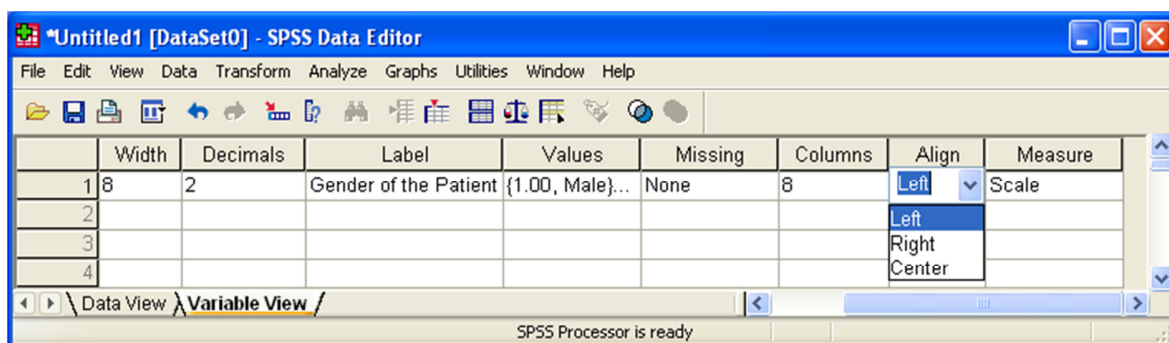 *Untitled1 [DataSet0] - SPSS Data Editor
File Edit View Data Transform Analyze Graphs Utilities Window Help
Width Decimals Label Values Missing Columns Align Measure
1 8 2 Gender of the Patient {1.00, Male}... None 8 Left Scale
2 Left
3 Right
4 Center
Data View Variable View
SPSS Processor is ready